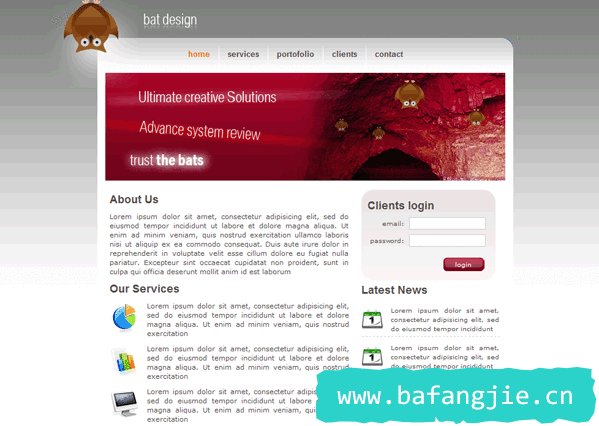 bat design
home services portofolio clients contact
Ultimate creative Solutions
Advance system review
trust the bats
About Us
Lorem ipsum dolor sit amet, consectetur adipisicing elit, sed do
eiusmod tempor incididunt ut labore et dolore magna aliqua. Ut
enim ad minim veniam, quis nostrud exercitation ullamco laboris
nisi ut aliquip ex ea commodo consequat. Duis aute irure dolor in
reprehenderit in voluptate velit esse cillum dolore eu fugiat nulla
pariatur. Excepteur sint occaecat cupidatat non proident, sunt in
culpa qui officia deserunt mollit anim id est laborum
Clients login
email:
password:
login
Our Services
Lorem ipsum dolor sit amet, consectetur adipisicing elit,
sed do eiusmod tempor incididunt ut labore et dolore
magna aliqua. Ut enim ad minim veniam, quis nostrud
exercitation
Lorem ipsum dolor sit amet, consectetur adipisicing elit,
sed do eiusmod tempor incididunt ut labore et dolore
magna aliqua. Ut enim ad minim veniam, quis nostrud
exercitation
Lorem ipsum dolor sit amet, consectetur adipisicing elit,
sed do eiusmod tempor incididunt ut labore et dolore
magna aliqua. Ut enim ad minim veniam, quis nostrud
exercitation
Latest News
1
Lorem ipsum dolor sit amet,
consectetur adipisicing elit, sed
do eiusmod tempor incididunt
1
Lorem ipsum dolor sit amet,
consectetur adipisicing elit, sed
www.bafangjie.cn